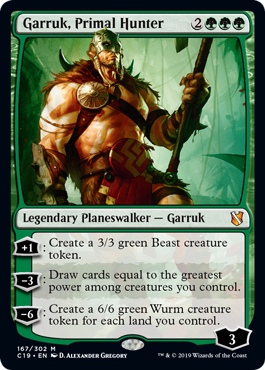 Garruk, Primal Hunter 2
Legendary Planeswalker — Garruk
+1 : Create a 3/3 green Beast creature
token.
-3 : Draw cards equal to the greatest
power among creatures you control.
-6 : Create a 6/6 green Wurm creature
token for each land you control.
3
167/302 M
C19 • EN D. Alexander Gregory
™ & © 2019 Wizards of the Coast